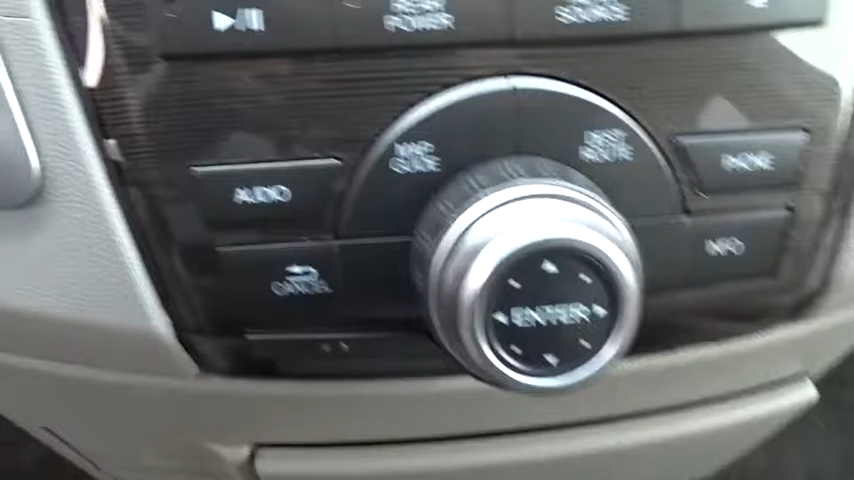 REAR
POWER
SOURCE
MAP
GUIDE
DEST
ROUTE
AUDIO
PHONE
CANCEL
INFO
ENTER